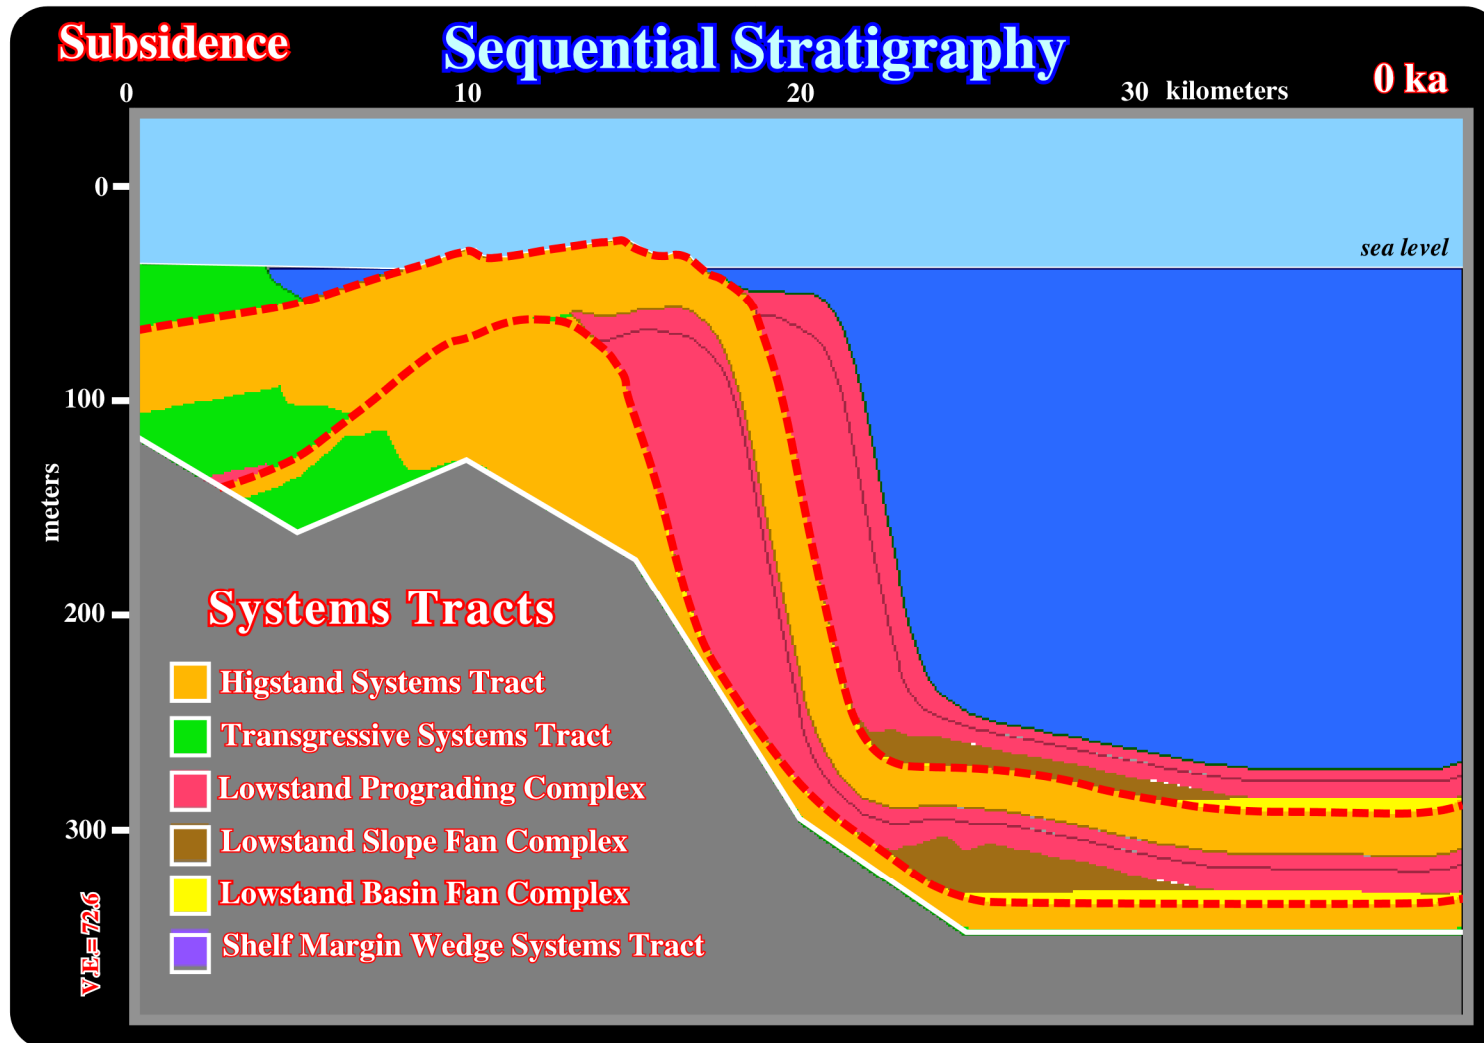 Subsidence
Sequential Stratigraphy
0 ka
0 10 20 30 kilometers
0
sea level
100
meters
200
300
Systems Tracts
Higstand Systems Tract
Transgressive Systems Tract
Lowstand Prograding Complex
Lowstand Slope Fan Complex
Lowstand Basin Fan Complex
Shelf Margin Wedge Systems Tract
V.E.= 72.6